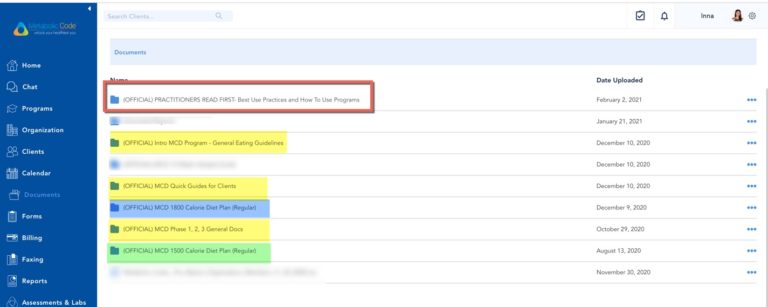 Metabolic Code
unlock your healthiest you
Search Clients...
Inna
Home
Chat
Programs
Organization
Clients
Calendar
Documents
Forms
Billing
Faxing
Reports
Assessments & Labs
Documents
Name Date Uploaded
(OFFICIAL) PRACTITIONERS READ FIRST- Best Use Practices and How To Use Programs February 2, 2021
January 21, 2021
(OFFICIAL) Intro MCD Program - General Eating Guidelines December 10, 2020
December 10, 2020
(OFFICIAL) MCD Quick Guides for Clients December 10, 2020
(OFFICIAL) MCD 1800 Calorie Diet Plan (Regular) December 9, 2020
(OFFICIAL) MCD Phase 1, 2, 3 General Docs October 29, 2020
(OFFICIAL) MCD 1500 Calorie Diet Plan (Regular) August 13, 2020
November 30, 2020